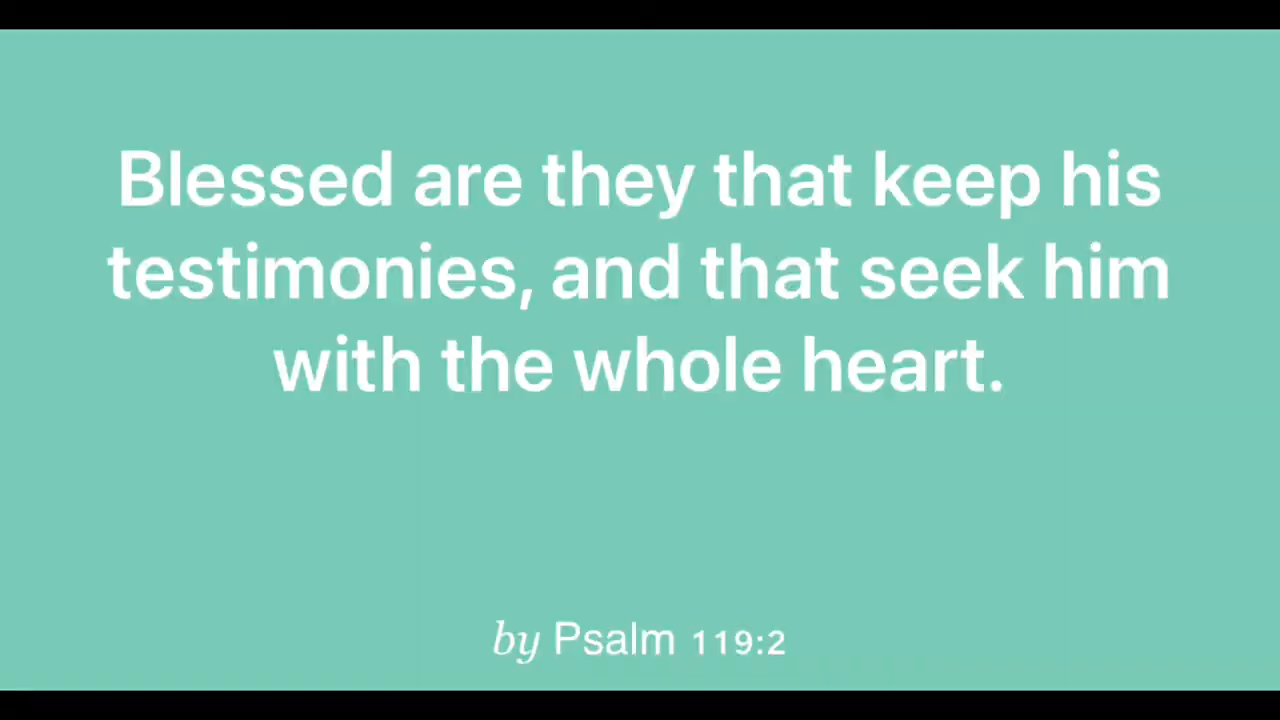 Blessed are they that keep his
testimonies, and that seek him
with the whole heart.
by Psalm 119:2